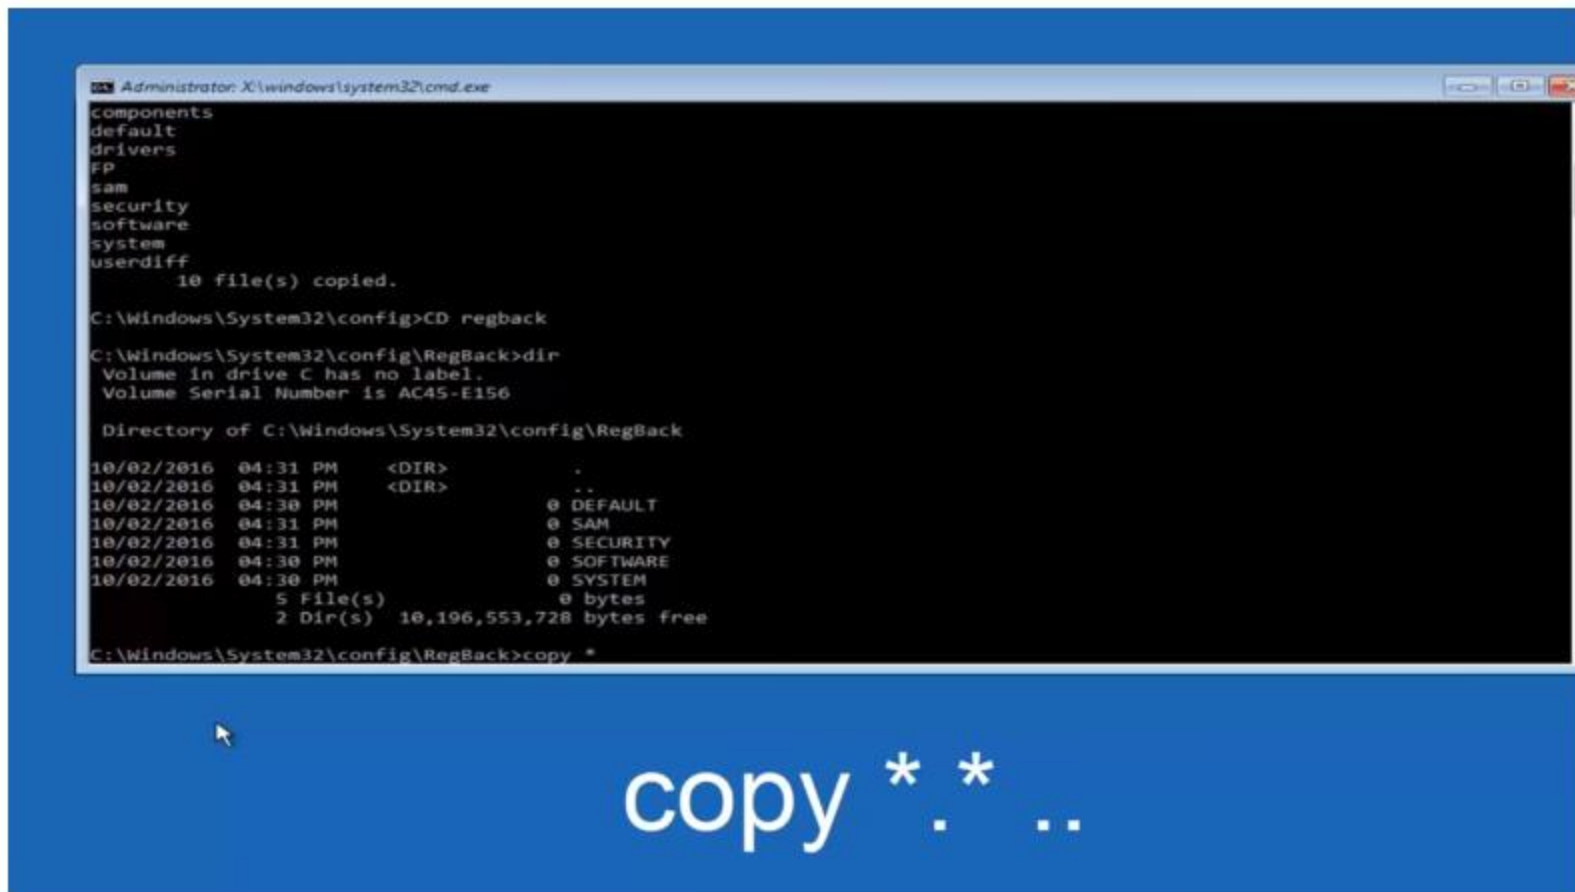 Administrator: X:\windows\system32\cmd.exe
components
default
drivers
FP
sam
security
software
system
userdiff
10 file(s) copied.
C:\Windows\System32\config>CD regback
C:\Windows\System32\config\RegBack>dir
Volume in drive C has no label.
Volume Serial Number is AC45-E156
Directory of C:\Windows\System32\config\RegBack
10/02/2016 04:31 PM <DIR> .
10/02/2016 04:31 PM <DIR> ..
10/02/2016 04:30 PM 0 DEFAULT
10/02/2016 04:31 PM 0 SAM
10/02/2016 04:31 PM 0 SECURITY
10/02/2016 04:30 PM 0 SOFTWARE
10/02/2016 04:30 PM 0 SYSTEM
5 File(s) 0 bytes
2 Dir(s) 10,196,553,728 bytes free
C:\Windows\System32\config\RegBack>copy *
copy *.* ..